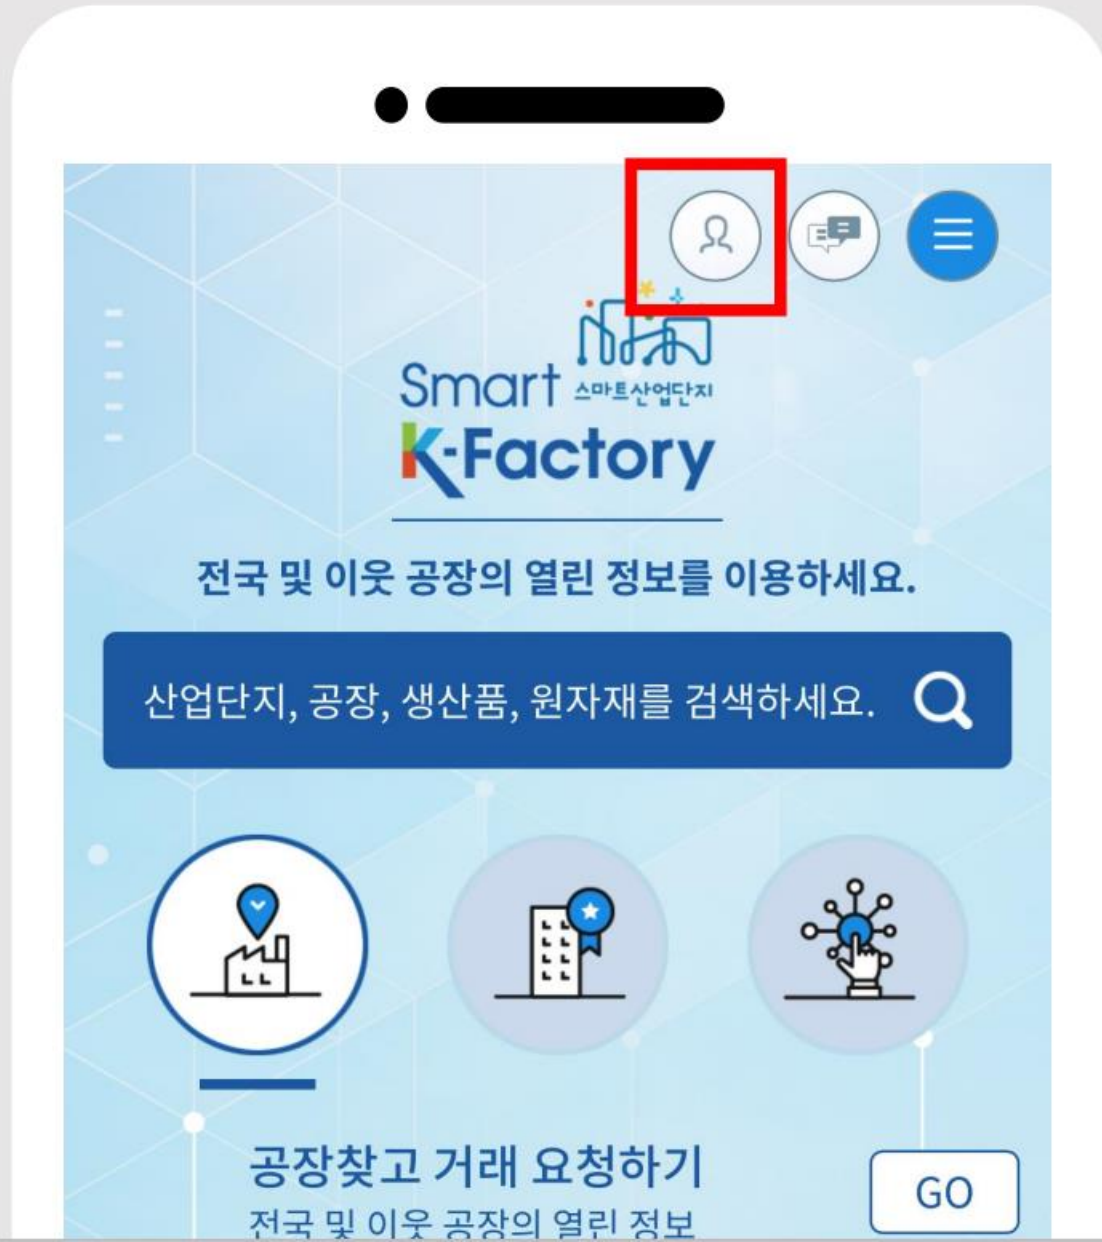 Smart
스마트산업단지
K-Factory
전국 및 이웃 공장의 열린 정보를 이용하세요.
산업단지, 공장, 생산품, 원자재를 검색하세요.
공장찾고 거래 요청하기
GO
전국 및 이웃 공장의 열린 정보